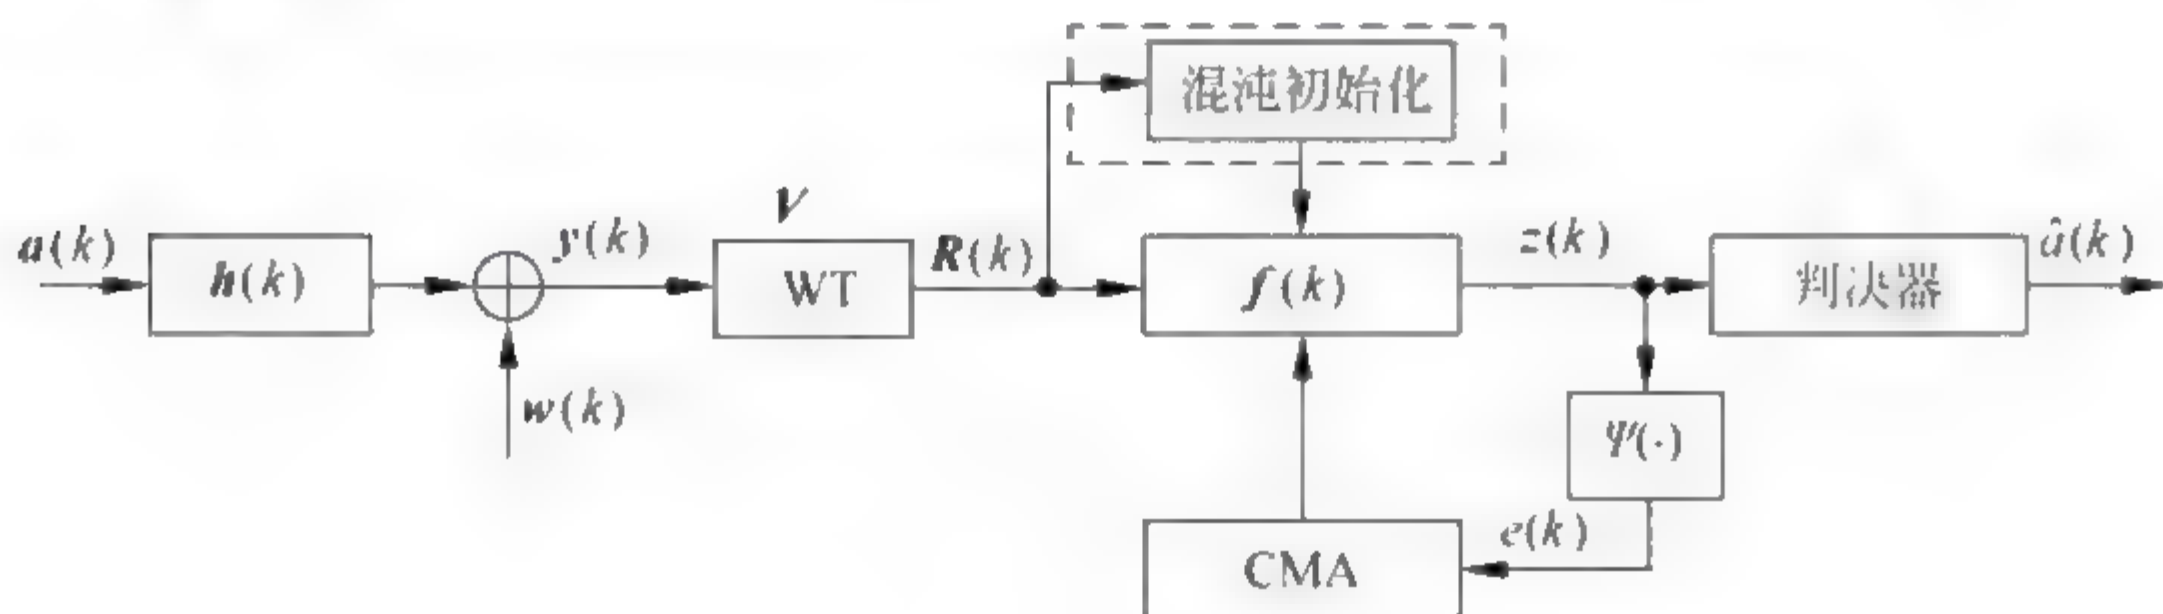 混沌初始化
V
a(k)
h(k)
y(k)
WT
R(k)
f(k)
z(k)
判决器
â(k)
w(k)
Ψ(·)
e(k)
CMA